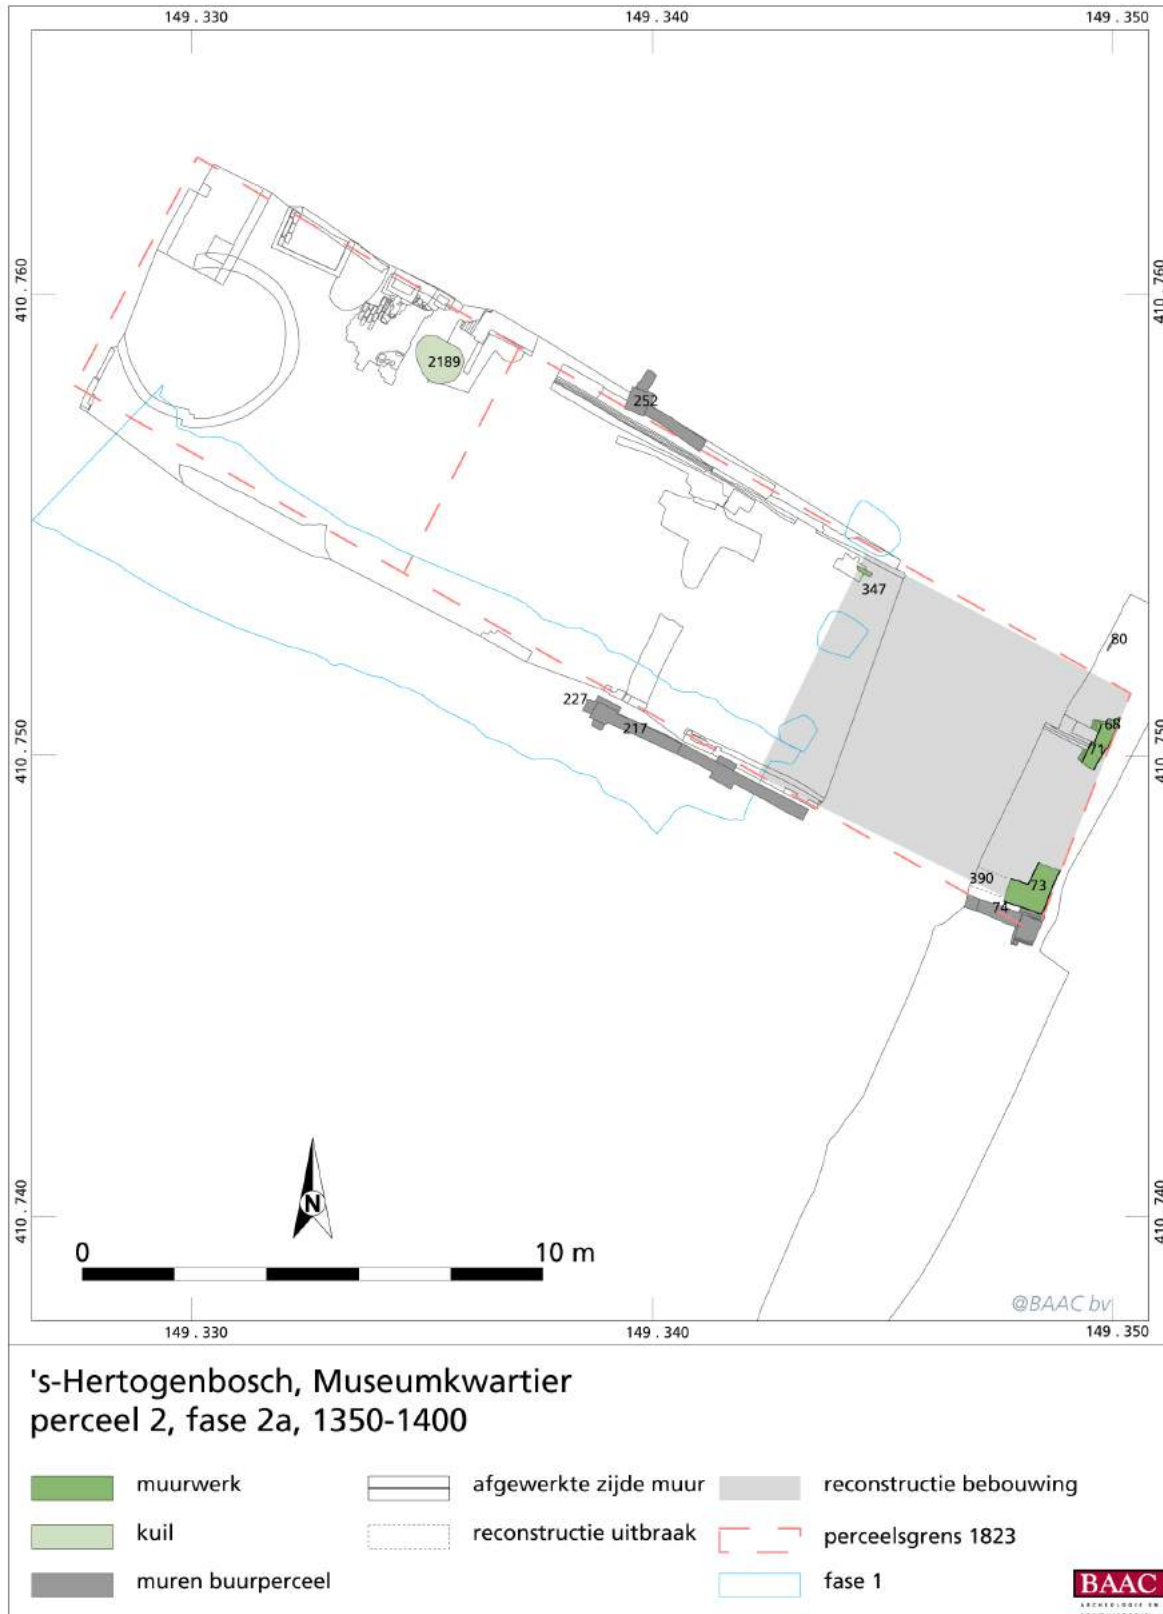 149.330 149.340 149.350
410.760 410.760
2189
252
347
80
227
217
68
71
410.750 410.750
390
73
74
410.740 410.740
N
0 10 m
@BAAC bv
149.330 149.340 149.350
's-Hertogenbosch, Museumkwartier
perceel 2, fase 2a, 1350-1400
muurwerk
afgewerkte zijde muur
reconstructie bebouwing
kuil
reconstructie uitbraak
perceelsgrens 1823
muren buurperceel
fase 1
BAAC
ARCHEOLOGIE EN